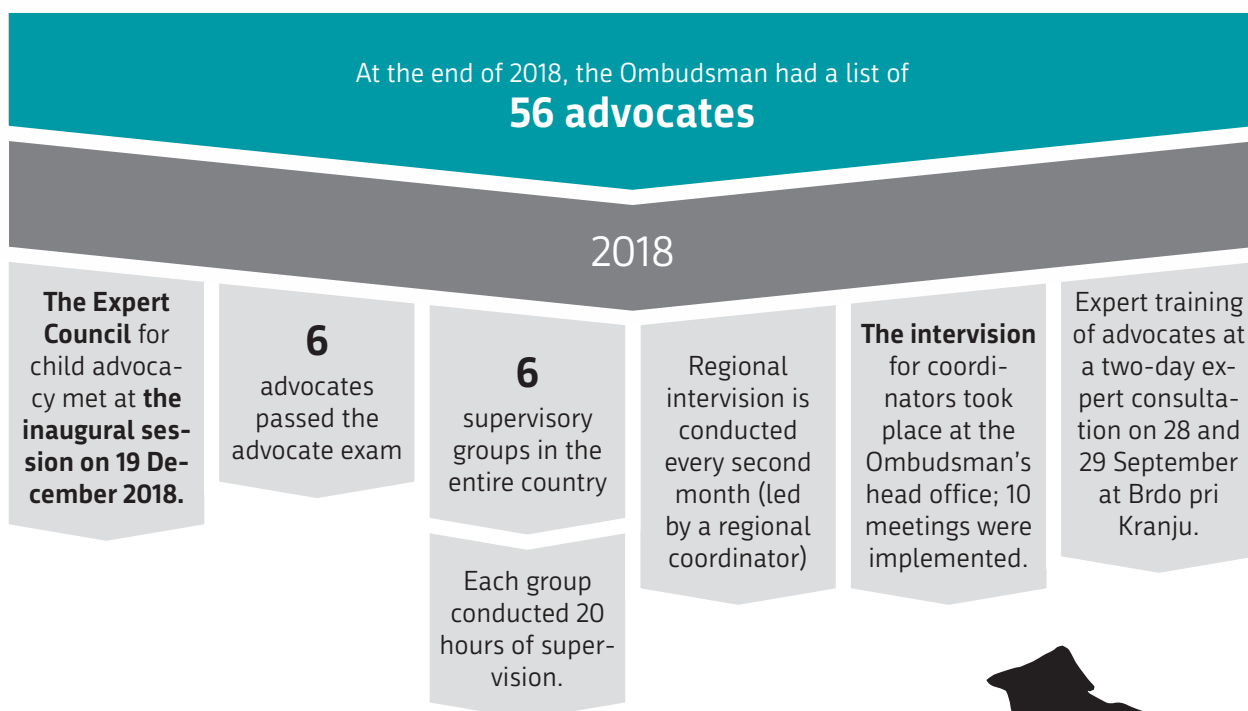 At the end of 2018, the Ombudsman had a list of
56 advocates
2018
The Expert
Council for
child advoca-
cy met at the
inaugural ses-
sion on 19 De-
cember 2018.
6
advocates
passed the
advocate exam
6
supervisory
groups in the
entire country
Each group
conducted 20
hours of super-
vision.
Regional
intervision is
conducted
every second
month (led
by a regional
coordinator)
The intervision
for coordi-
nators took
place at the
Ombudsman's
head office; 10
meetings were
implemented.
Expert training
of advocates at
a two-day ex-
pert consulta-
tion on 28 and
29 September
at Brdo pri
Kranju.